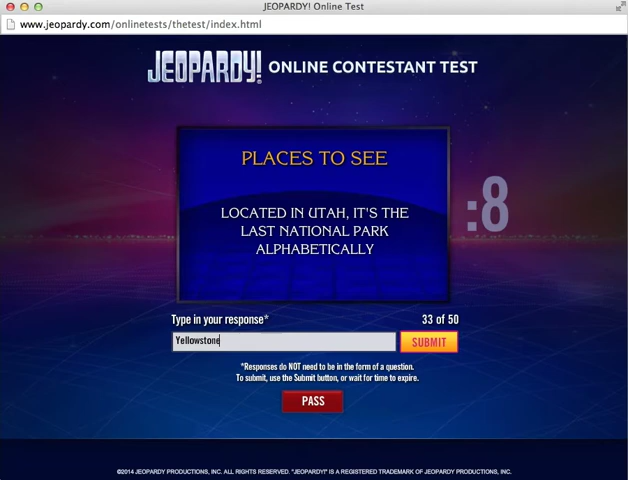 JEOPARDY! Online Test
www.jeopardy.com/onlinetests/thetest/index.html
JEOPARDY! ONLINE CONTESTANT TEST
PLACES TO SEE
LOCATED IN UTAH, IT'S THE
LAST NATIONAL PARK
ALPHABETICALLY
:8
Type in your response* 33 of 50
Yellowstone SUBMIT
*Responses do NOT need to be in the form of a question.
To submit, use the Submit button, or wait for time to expire.
PASS
©2014 JEOPARDY PRODUCTIONS, INC. ALL RIGHTS RESERVED. "JEOPARDY!" IS A REGISTERED TRADEMARK OF JEOPARDY PRODUCTIONS, INC.